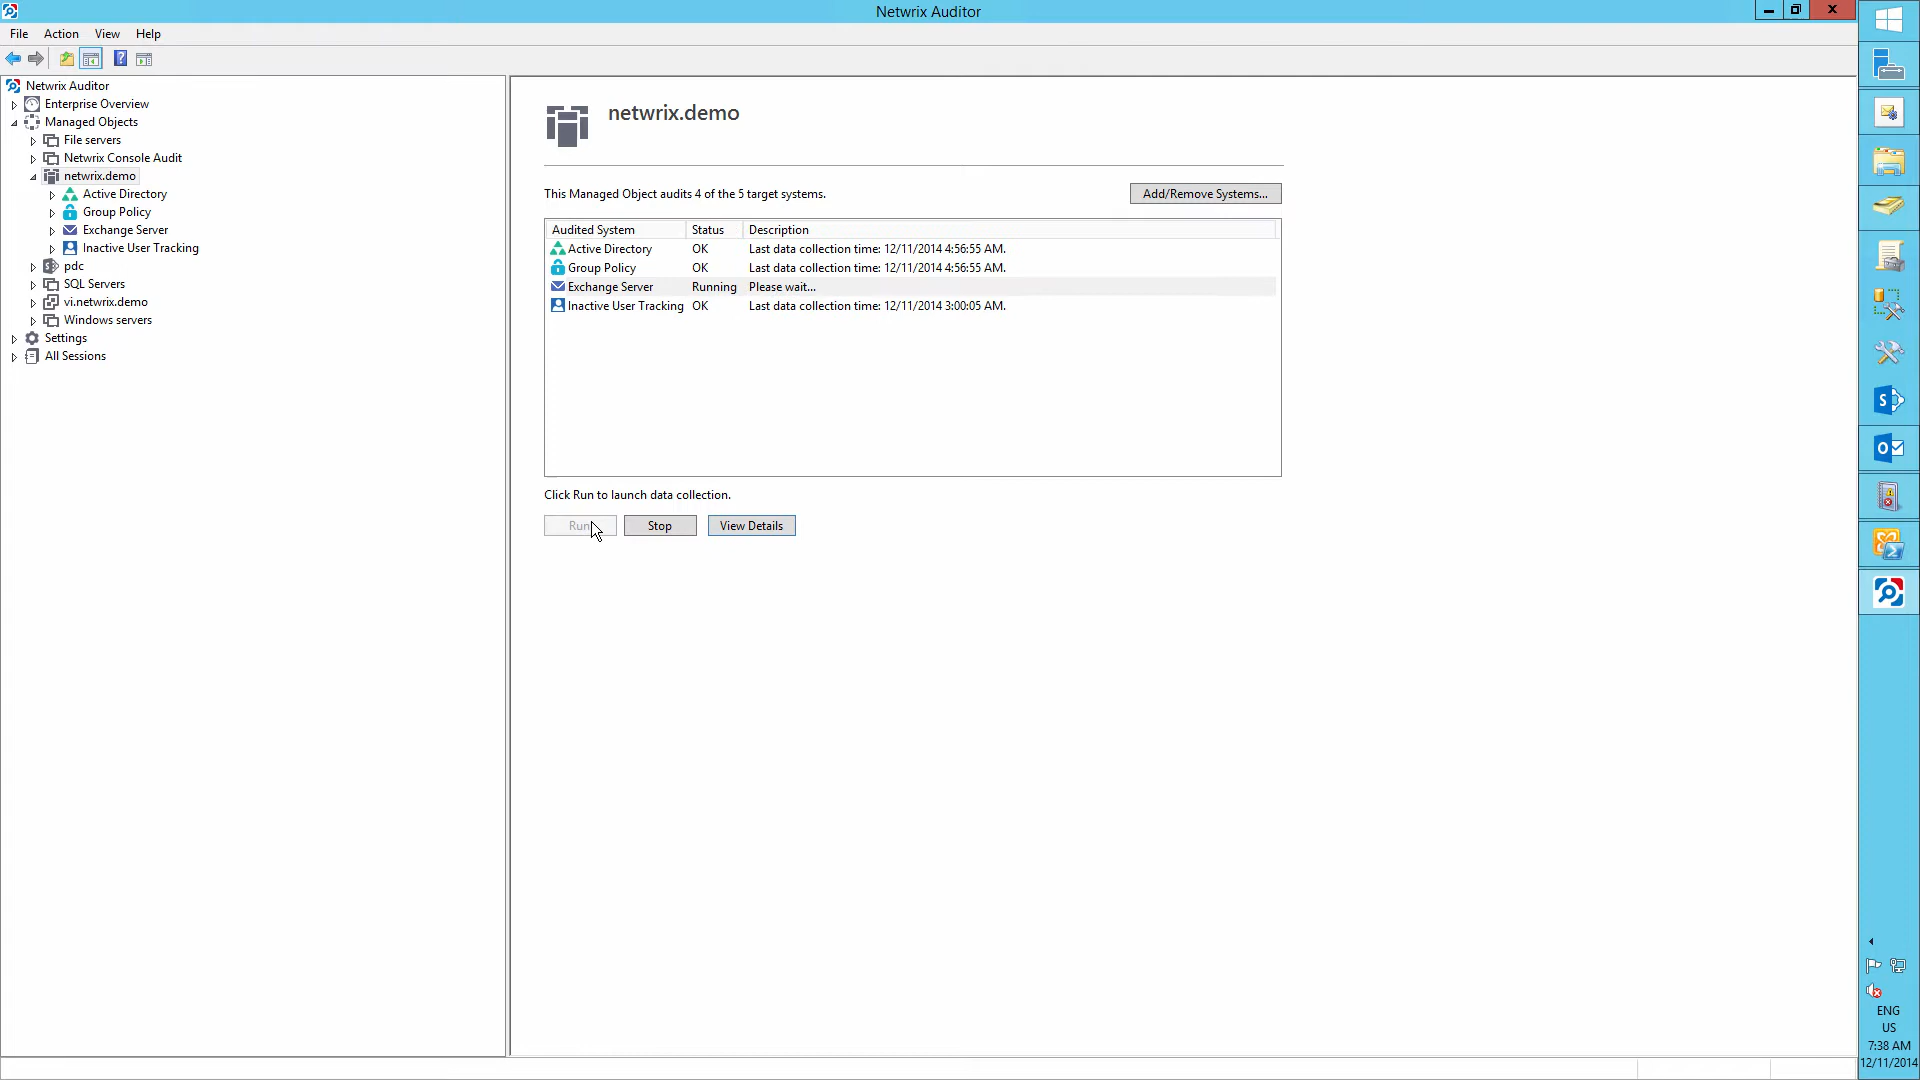 Netwrix Auditor
File Action View Help
Netwrix Auditor
Enterprise Overview
Managed Objects
File servers
Netwrix Console Audit
netwrix.demo
Active Directory
Group Policy
Exchange Server
Inactive User Tracking
pdc
SQL Servers
vi.netwrix.demo
Windows servers
Settings
All Sessions
netwrix.demo
This Managed Object audits 4 of the 5 target systems.
Add/Remove Systems...
Audited System Status Description
Active Directory OK Last data collection time: 12/11/2014 4:56:55 AM.
Group Policy OK Last data collection time: 12/11/2014 4:56:55 AM.
Exchange Server Running Please wait...
Inactive User Tracking OK Last data collection time: 12/11/2014 3:00:05 AM.
Click Run to launch data collection.
Run Stop View Details
ENG
US
7:38 AM
12/11/2014